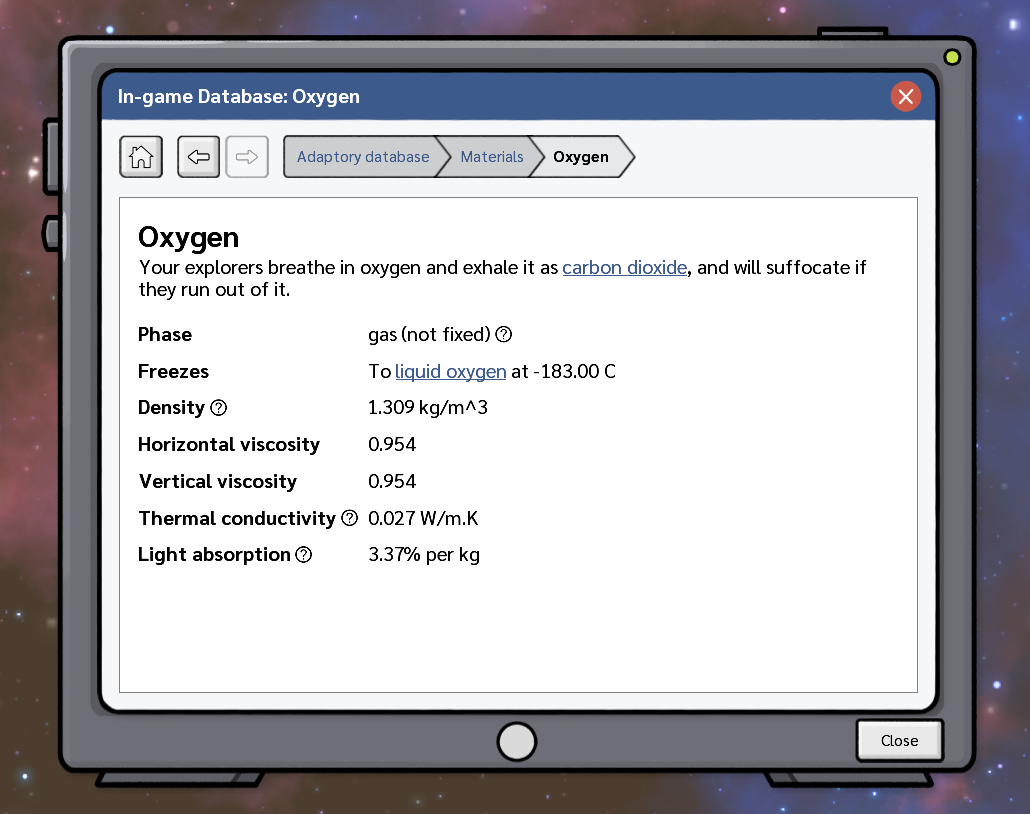 In-game Database: Oxygen
Adaptory database Materials Oxygen
Oxygen
Your explorers breathe in oxygen and exhale it as carbon dioxide, and will suffocate if
they run out of it.
Phase gas (not fixed) ?
Freezes To liquid oxygen at -183.00 C
Density ? 1.309 kg/m^3
Horizontal viscosity 0.954
Vertical viscosity 0.954
Thermal conductivity ? 0.027 W/m.K
Light absorption ? 3.37% per kg
Close